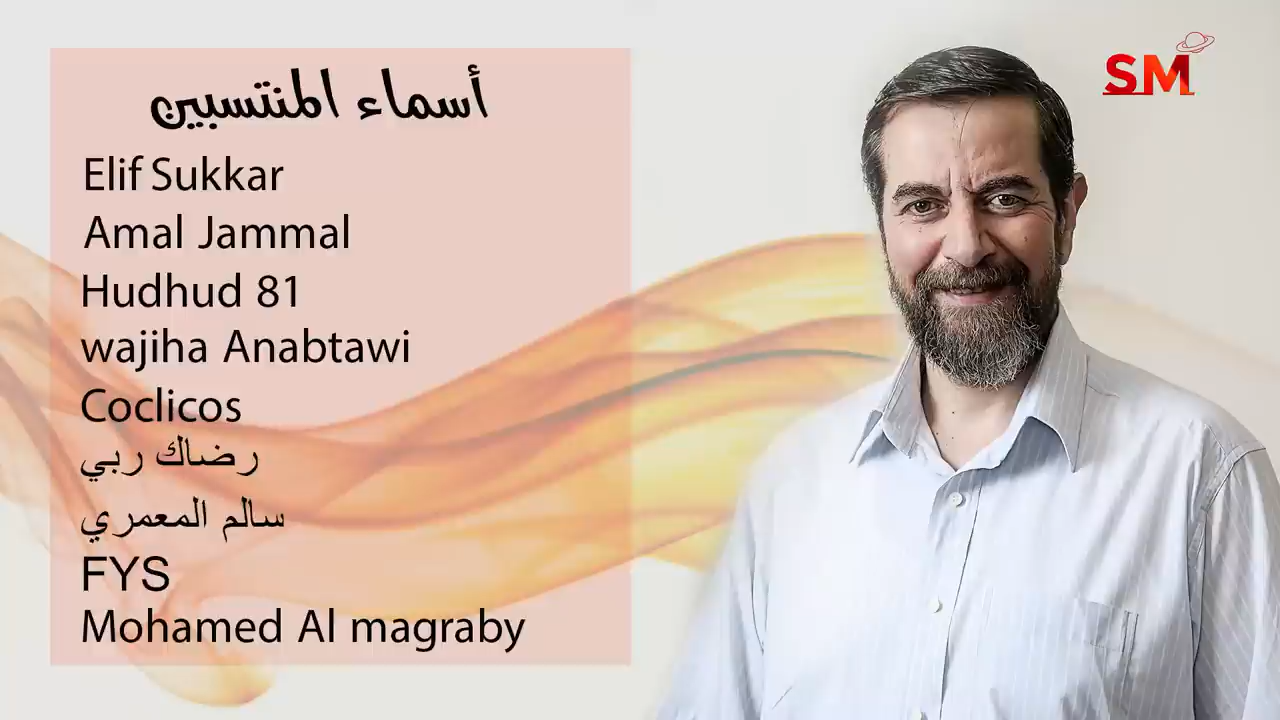 أسماء المنتسبين
Elif Sukkar
Amal Jammal
Hudhud 81
wajiha Anabtawi
Coclicos
رضاك ربي
سالم المعمري
FYS
Mohamed Al magraby
SM